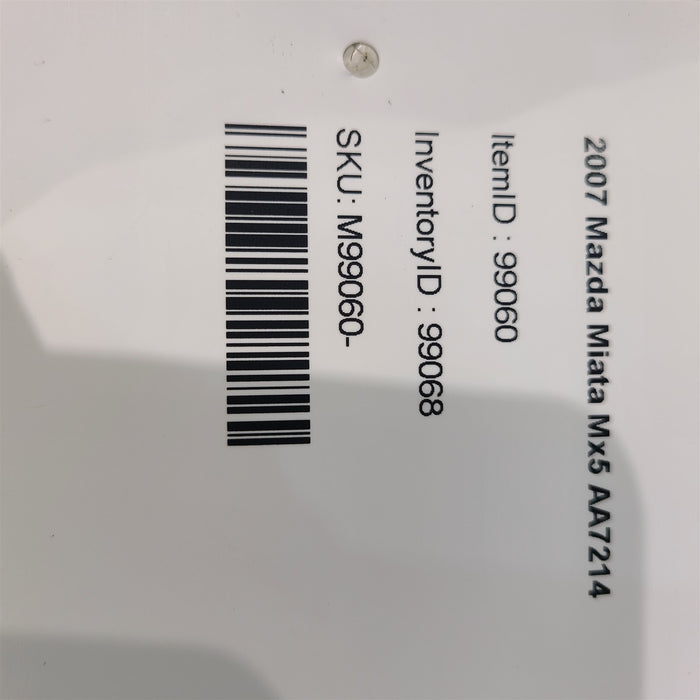 2007 Mazda Miata Mx5 AA7214
ItemID : 99060
InventoryID : 99068
SKU: M99060-